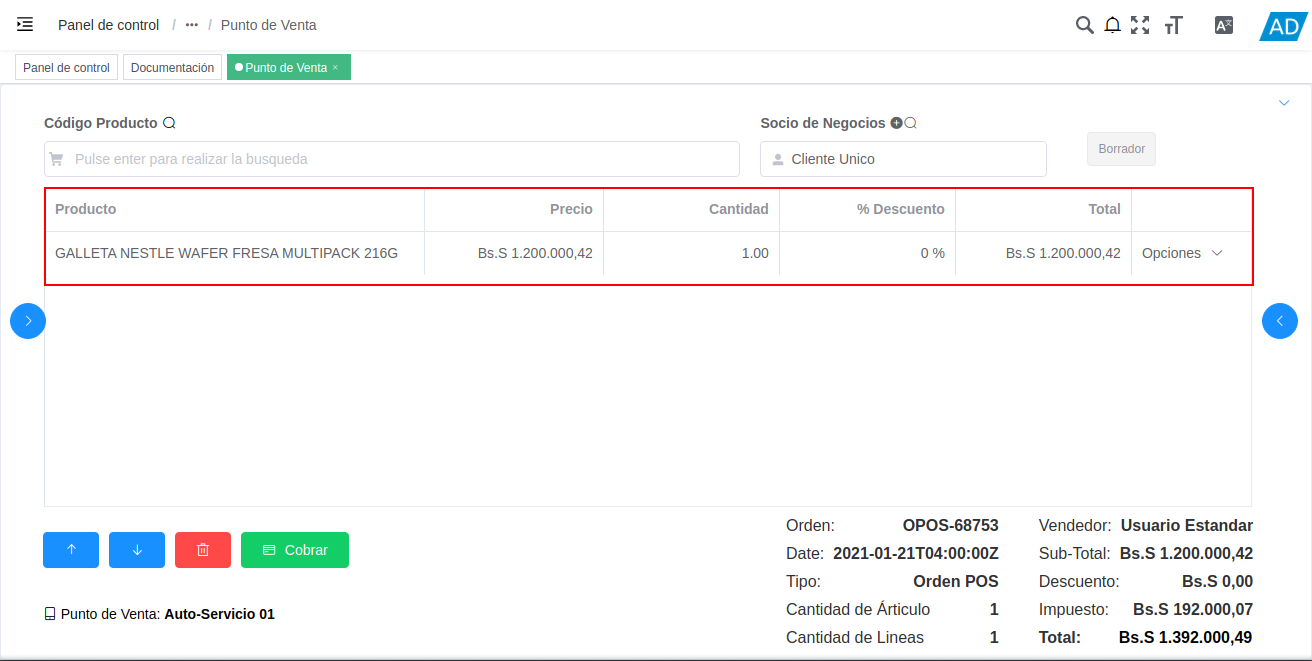 Panel de control / ••• / Punto de Venta
AD
Panel de control Documentación Punto de Venta ×
Código Producto Socio de Negocios
Pulse enter para realizar la busqueda Cliente Unico Borrador
Producto Precio Cantidad % Descuento Total
GALLETA NESTLE WAFER FRESA MULTIPACK 216G Bs.S 1.200.000,42 1.00 0 % Bs.S 1.200.000,42 Opciones
Cobrar
Punto de Venta: Auto-Servicio 01
Orden: OPOS-68753
Date: 2021-01-21T04:00:00Z
Tipo: Orden POS
Cantidad de Árticulo 1
Cantidad de Lineas 1
Vendedor: Usuario Estandar
Sub-Total: Bs.S 1.200.000,42
Descuento: Bs.S 0,00
Impuesto: Bs.S 192.000,07
Total: Bs.S 1.392.000,49